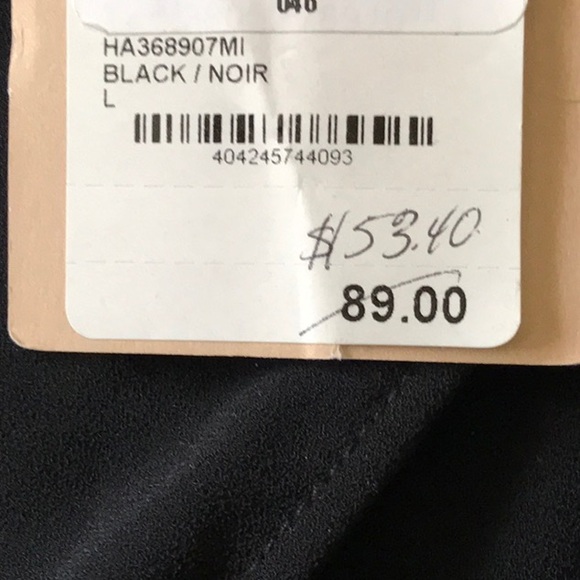 HA368907MI
BLACK / NOIR
L
404245744093
$53.40
89.00